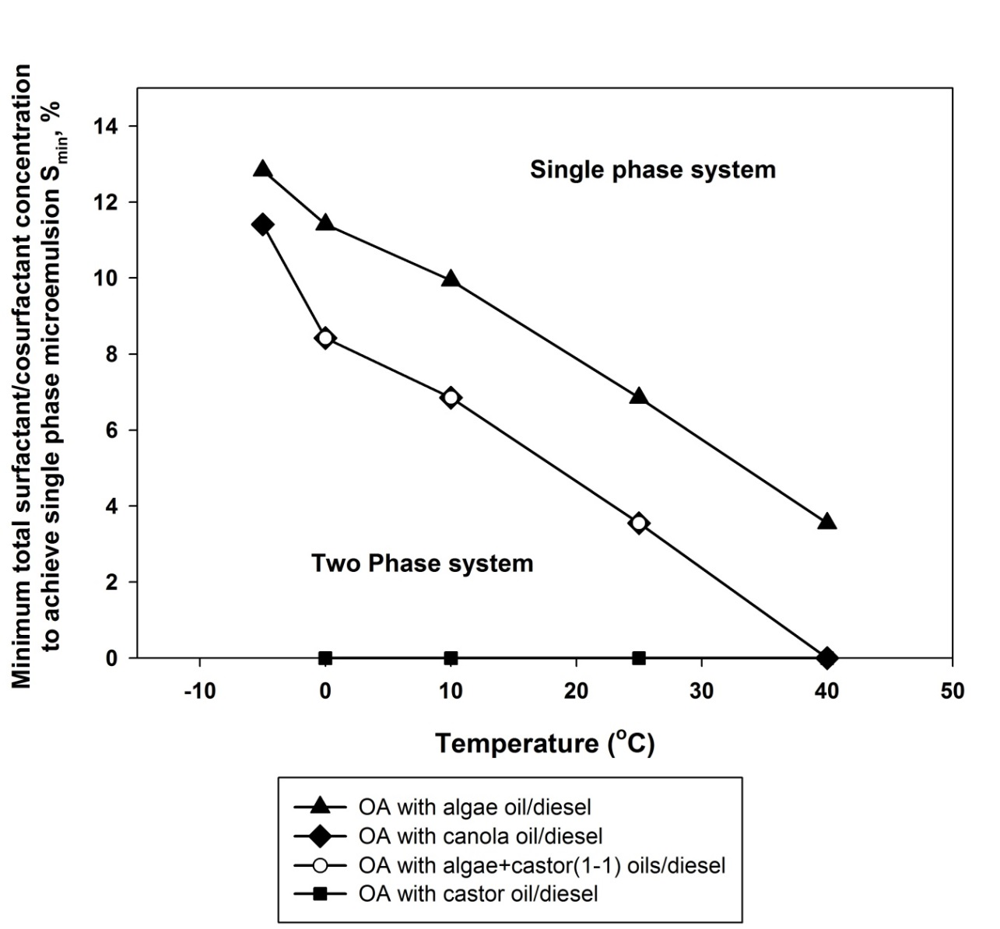 Minimum total surfactant/cosurfactant concentration
to achieve single phase microemulsion Smin, %
14
12
10
8
6
4
2
0
Single phase system
Two Phase system
-10 0 10 20 30 40 50
Temperature (oC)
OA with algae oil/diesel
OA with canola oil/diesel
OA with algae+castor(1-1) oils/diesel
OA with castor oil/diesel